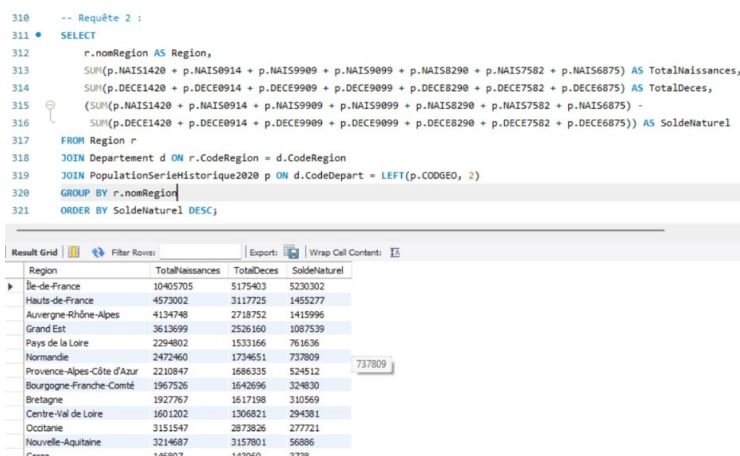 310 -- Requête 2 :
311 SELECT
312 r.nomRegion AS Region,
313 SUM(p.NAIS1420 + p.NAIS0914 + p.NAIS9909 + p.NAIS9099 + p.NAIS8290 + p.NAIS7582 + p.NAIS6875) AS TotalNaissances,
314 SUM(p.DECE1420 + p.DECE0914 + p.DECE9909 + p.DECE9099 + p.DECE8290 + p.DECE7582 + p.DECE6875) AS TotalDeces,
315 (SUM(p.NAIS1420 + p.NAIS0914 + p.NAIS9909 + p.NAIS9099 + p.NAIS8290 + p.NAIS7582 + p.NAIS6875) -
316 SUM(p.DECE1420 + p.DECE0914 + p.DECE9909 + p.DECE9099 + p.DECE8290 + p.DECE7582 + p.DECE6875)) AS SoldeNaturel
317 FROM Region r
318 JOIN Departement d ON r.CodeRegion = d.CodeRegion
319 JOIN PopulationSerieHistorique2020 p ON d.CodeDepart = LEFT(p.CODGEO, 2)
320 GROUP BY r.nomRegion
321 ORDER BY SoldeNaturel DESC;
Result Grid Filter Rows: Export: Wrap Cell Content:
Region TotalNaissances TotalDeces SoldeNaturel
Île-de-France 10405705 5175403 5230302
Hauts-de-France 4573002 3117725 1455277
Auvergne-Rhône-Alpes 4134748 2718752 1415996
Grand Est 3613699 2526160 1087539
Pays de la Loire 2294802 1533166 761636
Normandie 2472460 1734651 737809
737809
Provence-Alpes-Côte d'Azur 2210847 1686335 524512
Bourgogne-Franche-Comté 1967526 1642696 324830
Bretagne 1927767 1617198 310569
Centre-Val de Loire 1601202 1306821 294381
Occitanie 3151547 2873826 277721
Nouvelle-Aquitaine 3214687 3157801 56886